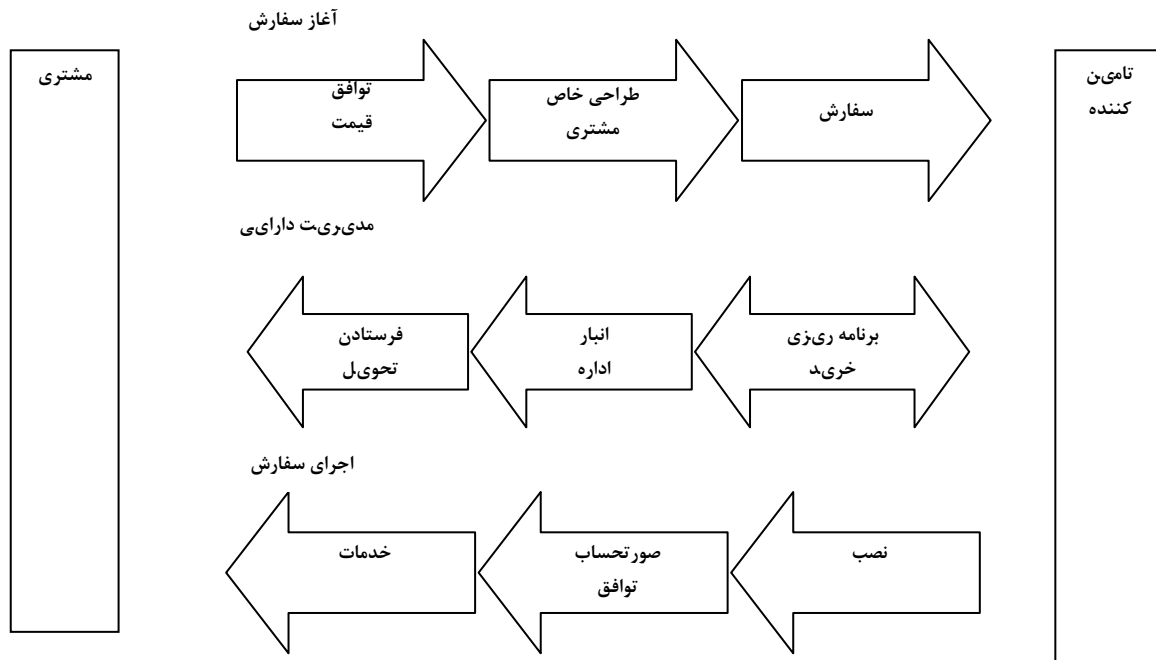 آغاز سفارش
مشتری
تامین
کننده
توافق
قیمت
طراحی خاص
مشتری
سفارش
مدیریت دارایی
فرستادن
تحویل
انبار
اداره
برنامه ریزی
خرید
اجرای سفارش
خدمات
صورتحساب
توافق
نصب